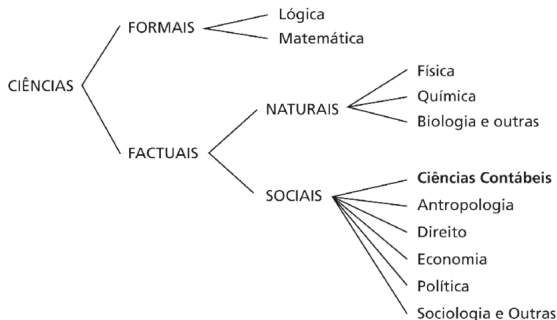 FORMAIS
Lógica
Matemática
CIÊNCIAS
FACTUAIS
NATURAIS
Física
Química
Biologia e outras
SOCIAIS
Ciências Contábeis
Antropologia
Direito
Economia
Política
Sociologia e Outras